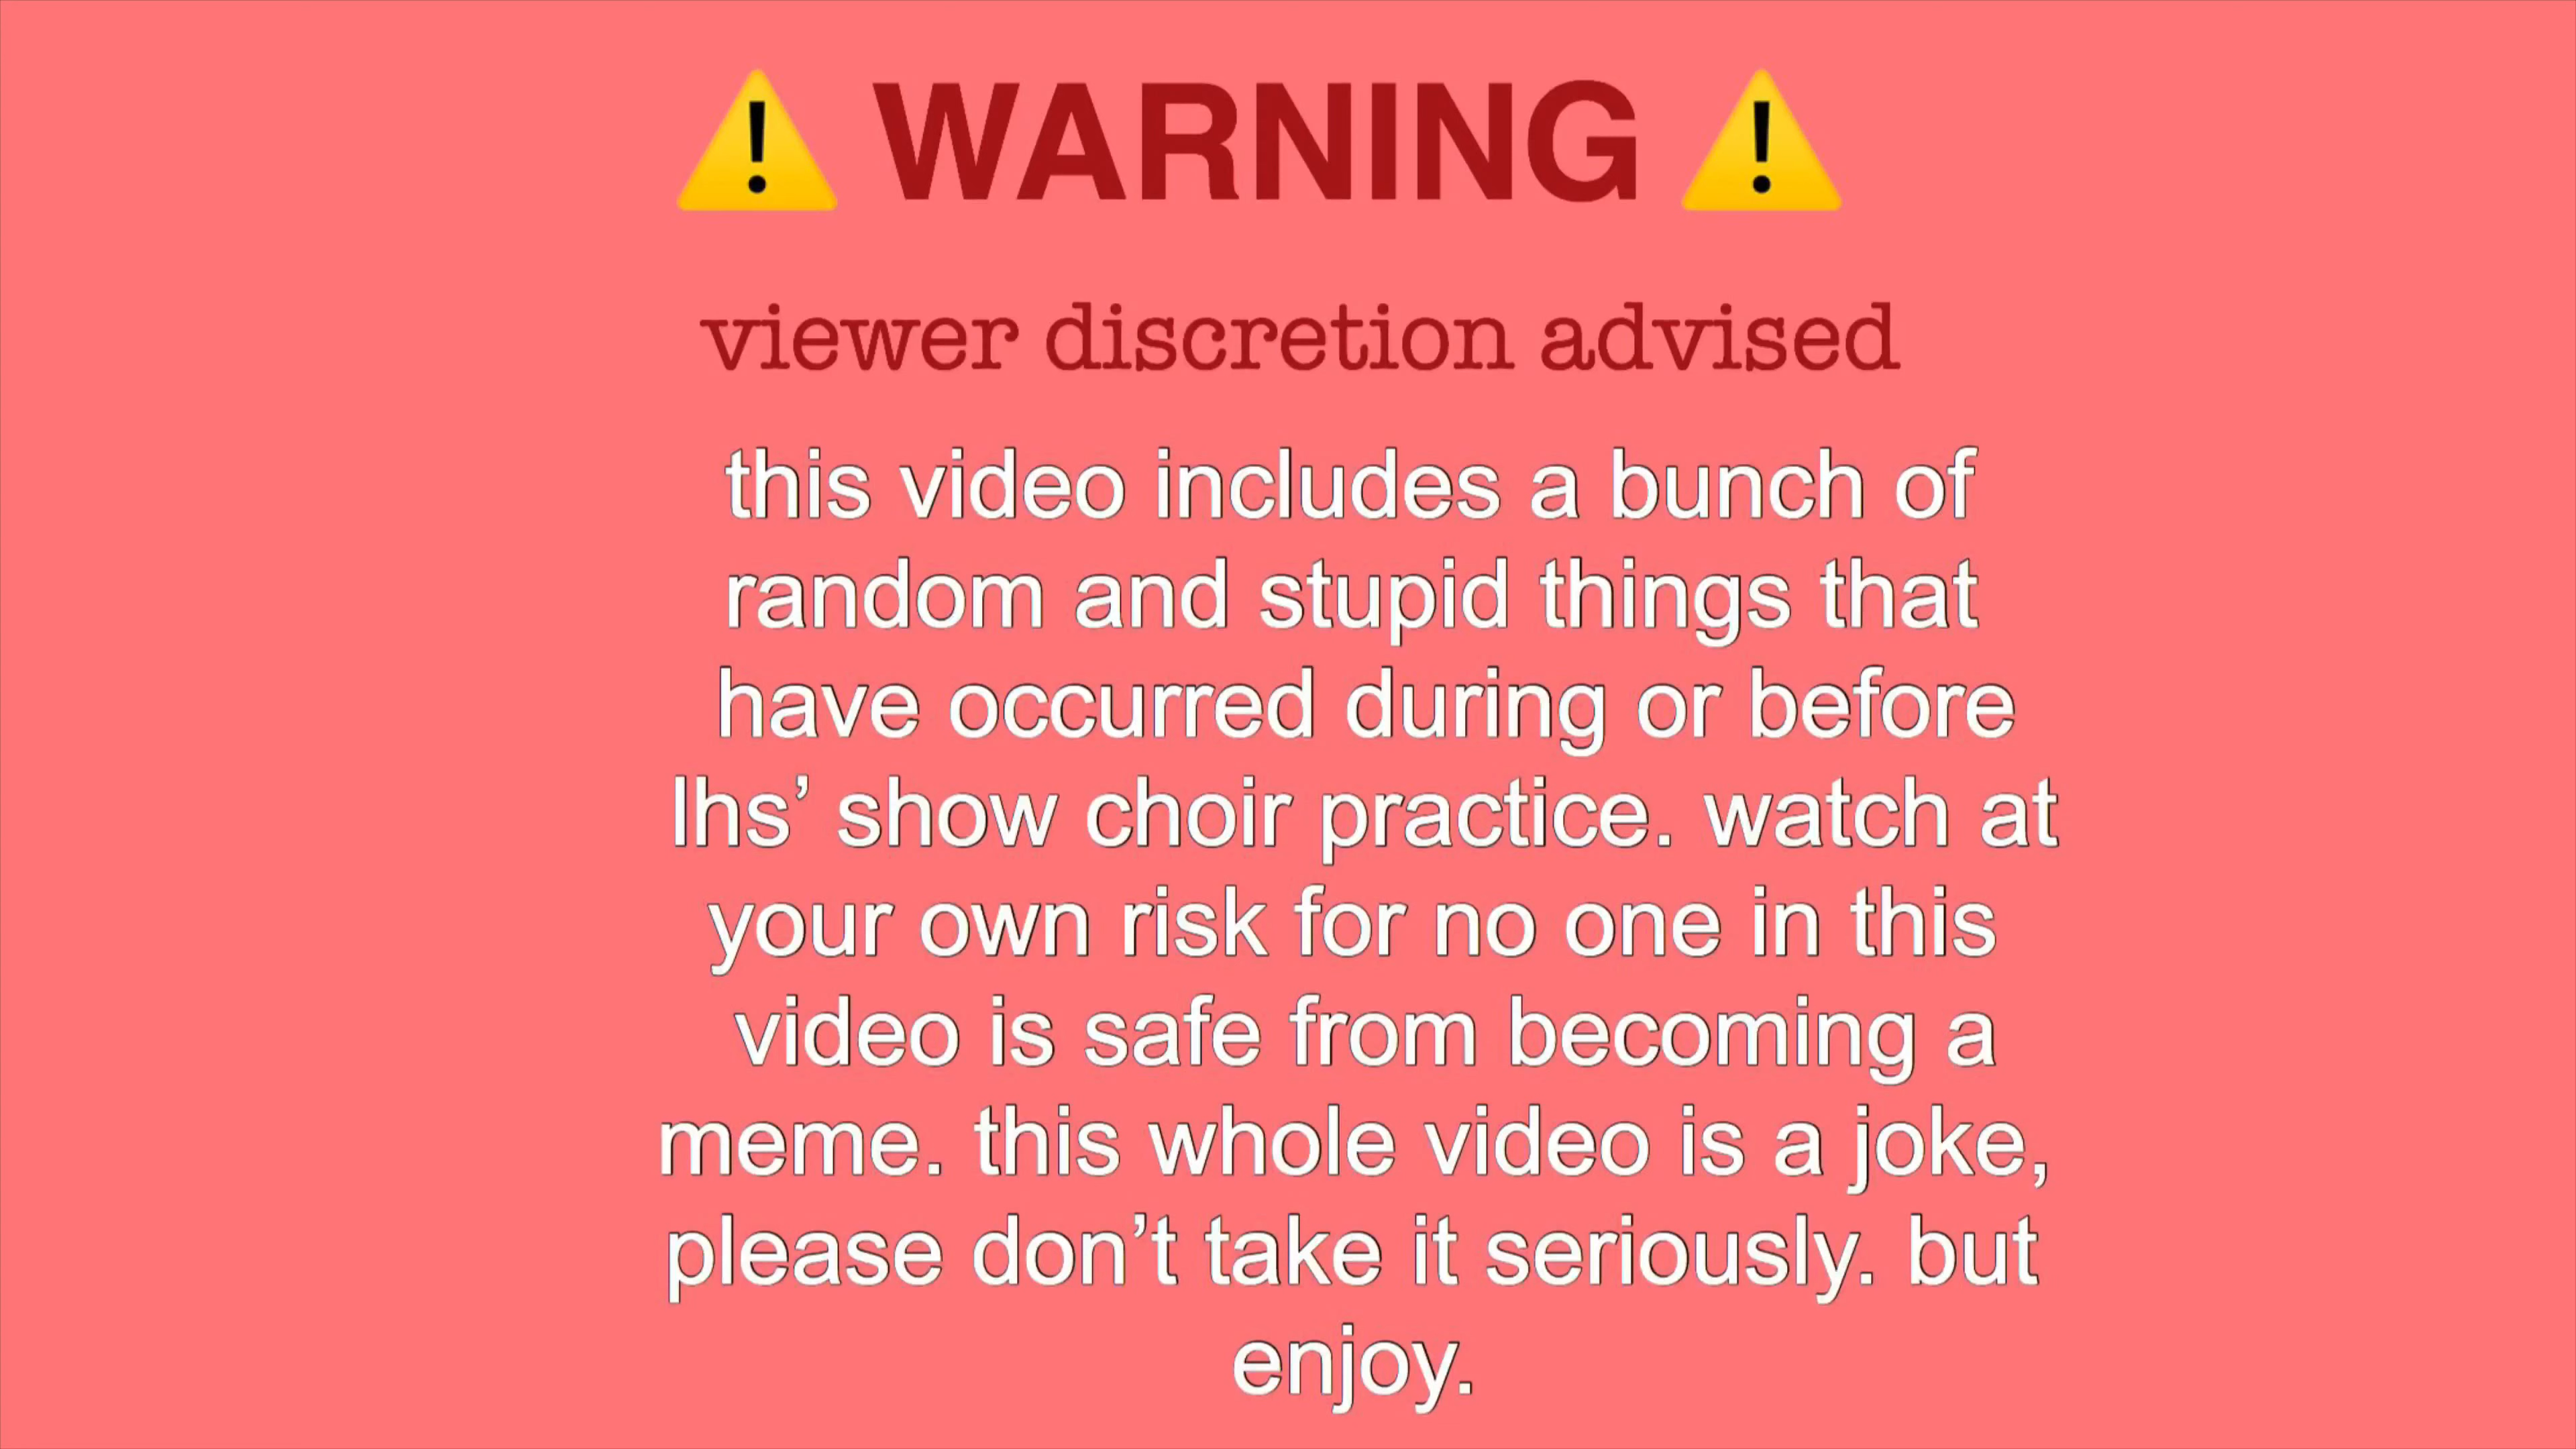 ⚠️ WARNING ⚠️
viewer discretion advised
this video includes a bunch of
random and stupid things that
have occurred during or before
lhs’ show choir practice. watch at
your own risk for no one in this
video is safe from becoming a
meme. this whole video is a joke,
please don’t take it seriously. but
enjoy.